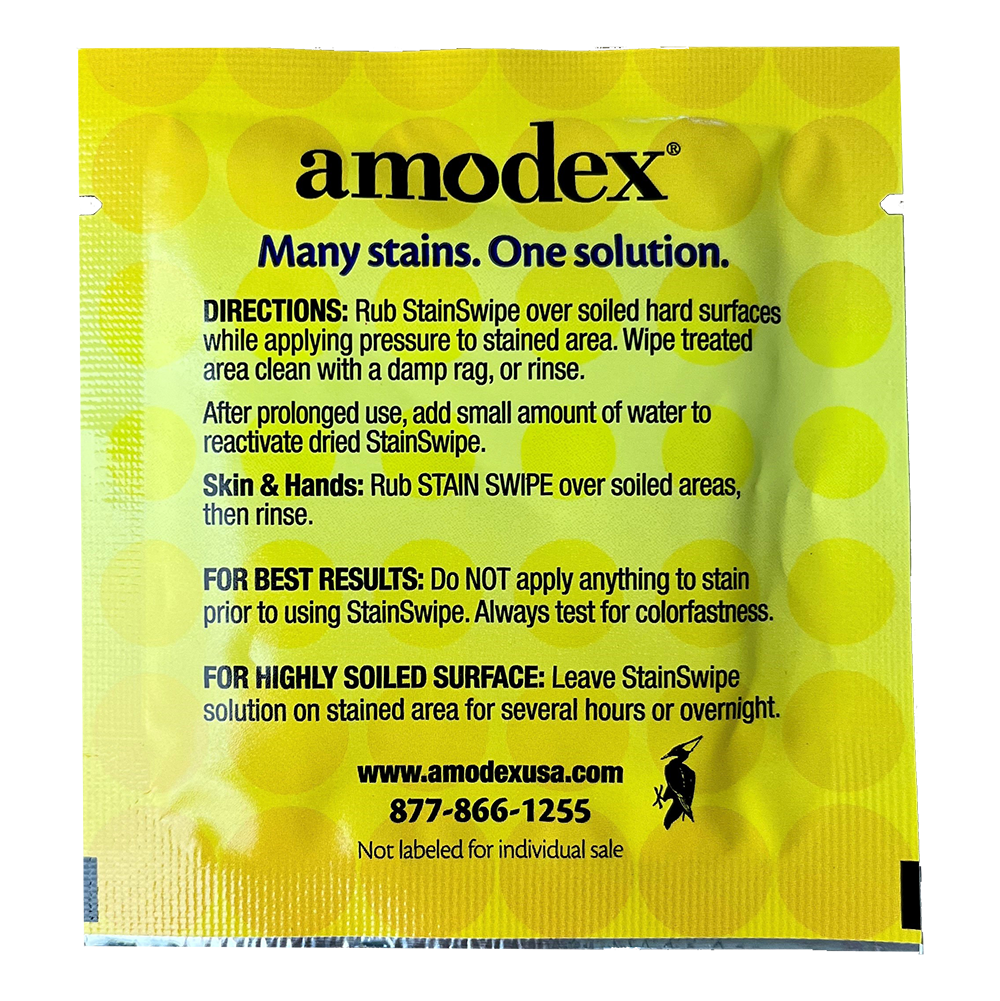 amodex®
Many stains. One solution.
DIRECTIONS: Rub StainSwipe over soiled hard surfaces
while applying pressure to stained area. Wipe treated
area clean with a damp rag, or rinse.
After prolonged use, add small amount of water to
reactivate dried StainSwipe.
Skin & Hands: Rub STAIN SWIPE over soiled areas,
then rinse.
FOR BEST RESULTS: Do NOT apply anything to stain
prior to using StainSwipe. Always test for colorfastness.
FOR HIGHLY SOILED SURFACE: Leave StainSwipe
solution on stained area for several hours or overnight.
www.amodexusa.com
877-866-1255
Not labeled for individual sale